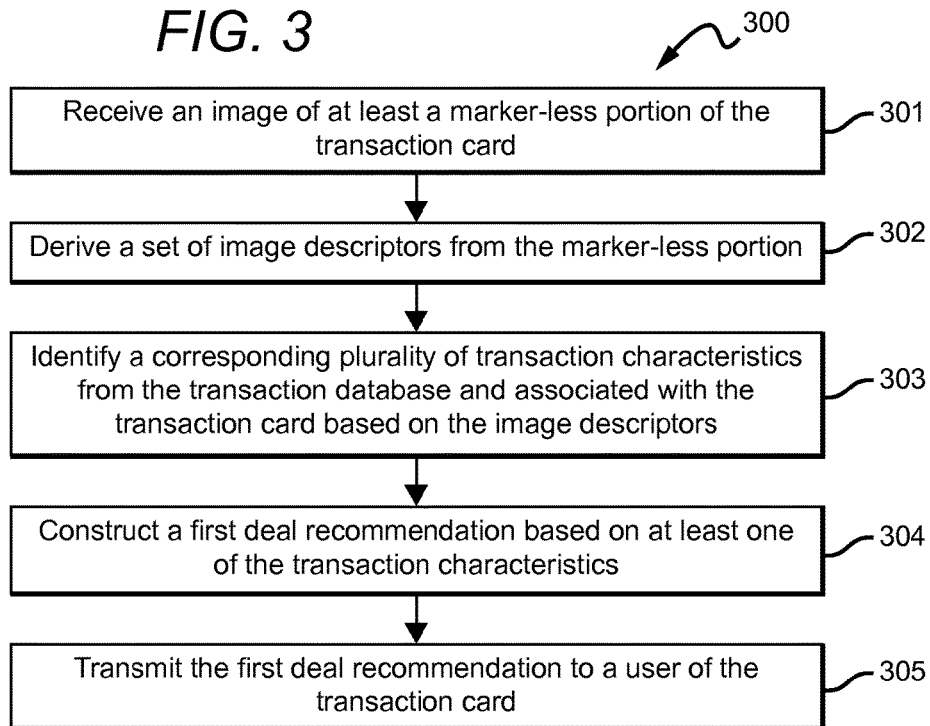 FIG. 3
300
Receive an image of at least a marker-less portion of the
transaction card
301
Derive a set of image descriptors from the marker-less portion
302
Identify a corresponding plurality of transaction characteristics
from the transaction database and associated with the
transaction card based on the image descriptors
303
Construct a first deal recommendation based on at least one
of the transaction characteristics
304
Transmit the first deal recommendation to a user of the
transaction card
305